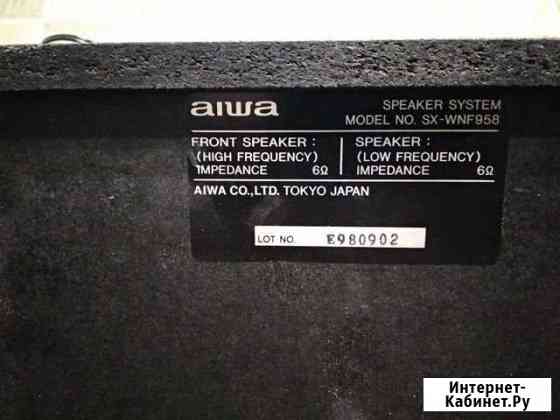 aiwa
SPEAKER SYSTEM
MODEL NO. SX-WNF958
FRONT SPEAKER :
(HIGH FREQUENCY)
IMPEDANCE 6Ω
SPEAKER :
(LOW FREQUENCY)
IMPEDANCE 6Ω
AIWA CO.,LTD. TOKYO JAPAN
LOT NO. E980902
Интернет-
Кабинет.Ру